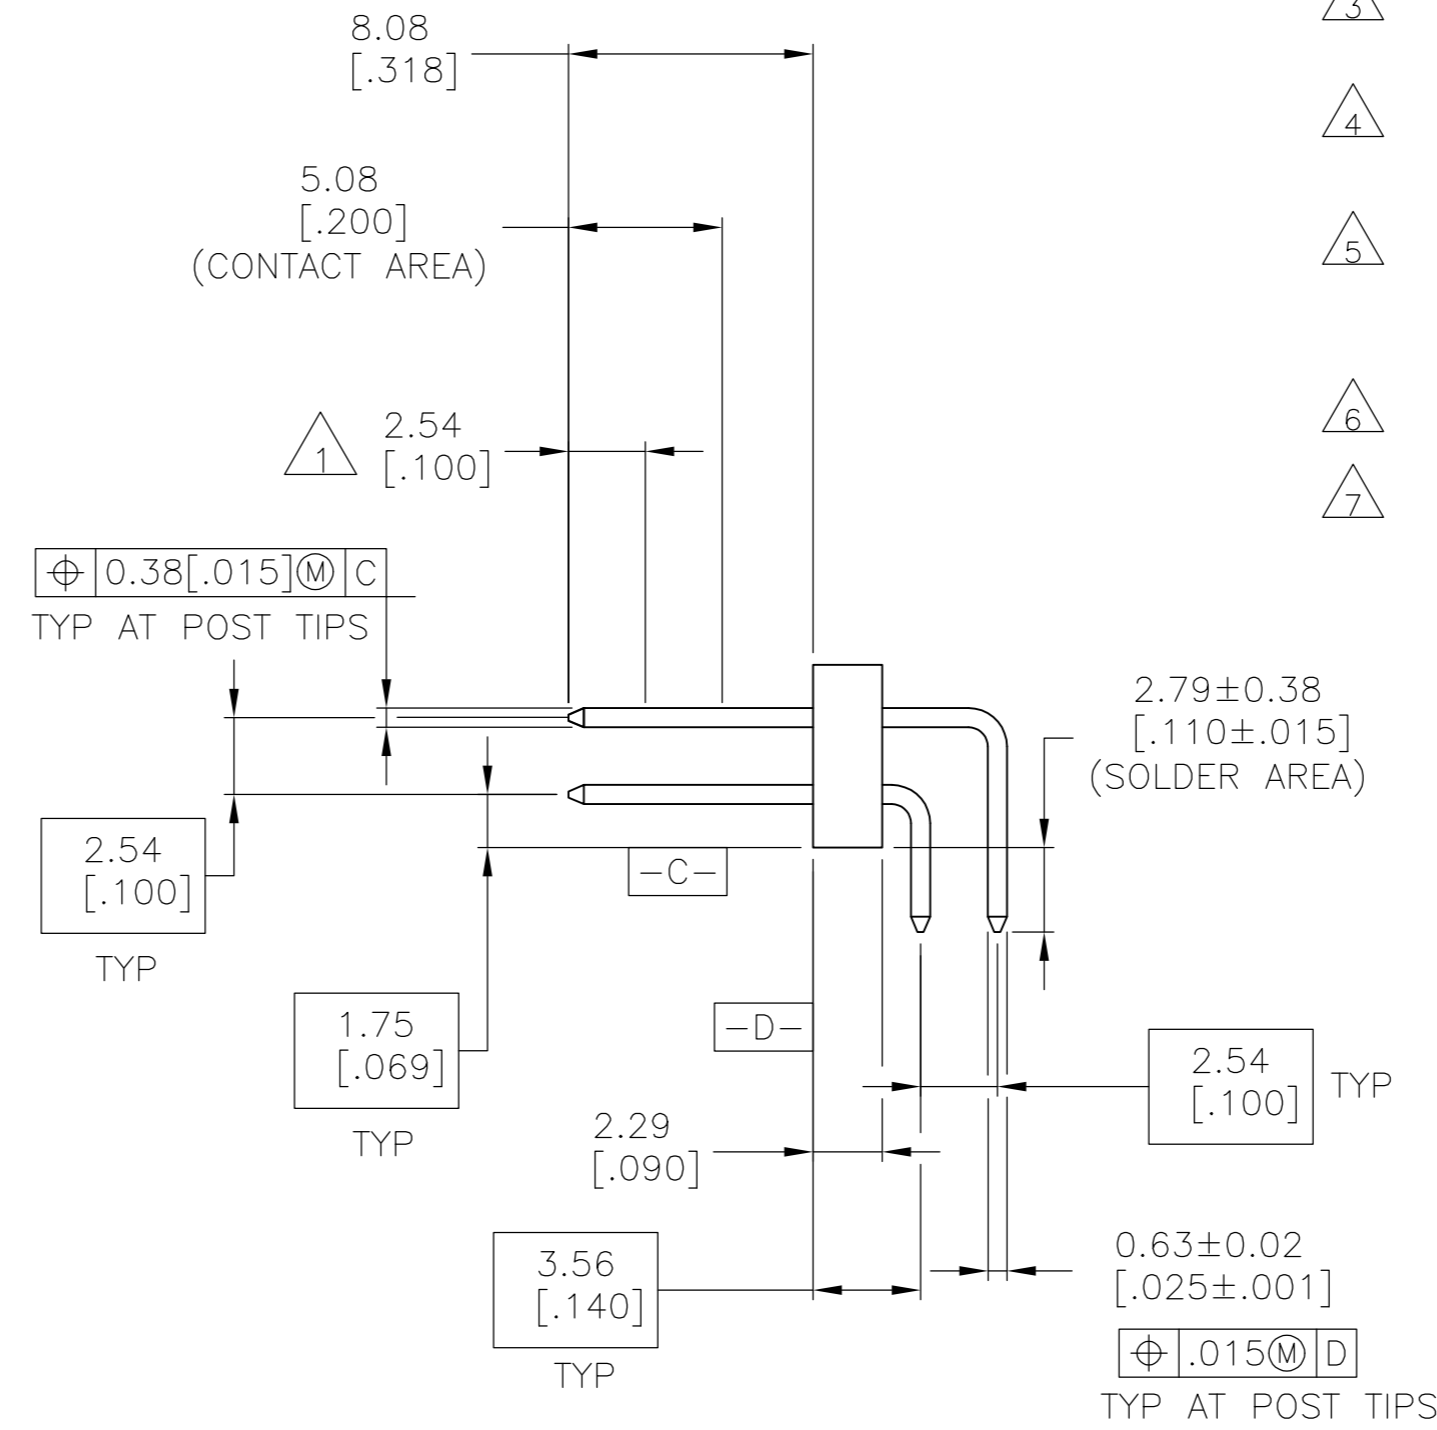 8.08
[.318]
3
4
5.08
[.200]
(CONTACT AREA)
5
1
2.54
[.100]
6
7
⌖ 0.38[.015]Ⓜ C
TYP AT POST TIPS
2.79±0.38
[.110±.015]
(SOLDER AREA)
2.54
[.100]
TYP
-C-
1.75
[.069]
TYP
-D-
2.54
[.100]
TYP
2.29
[.090]
3.56
[.140]
TYP
0.63±0.02
[.025±.001]
⌖ .015Ⓜ D
TYP AT POST TIPS